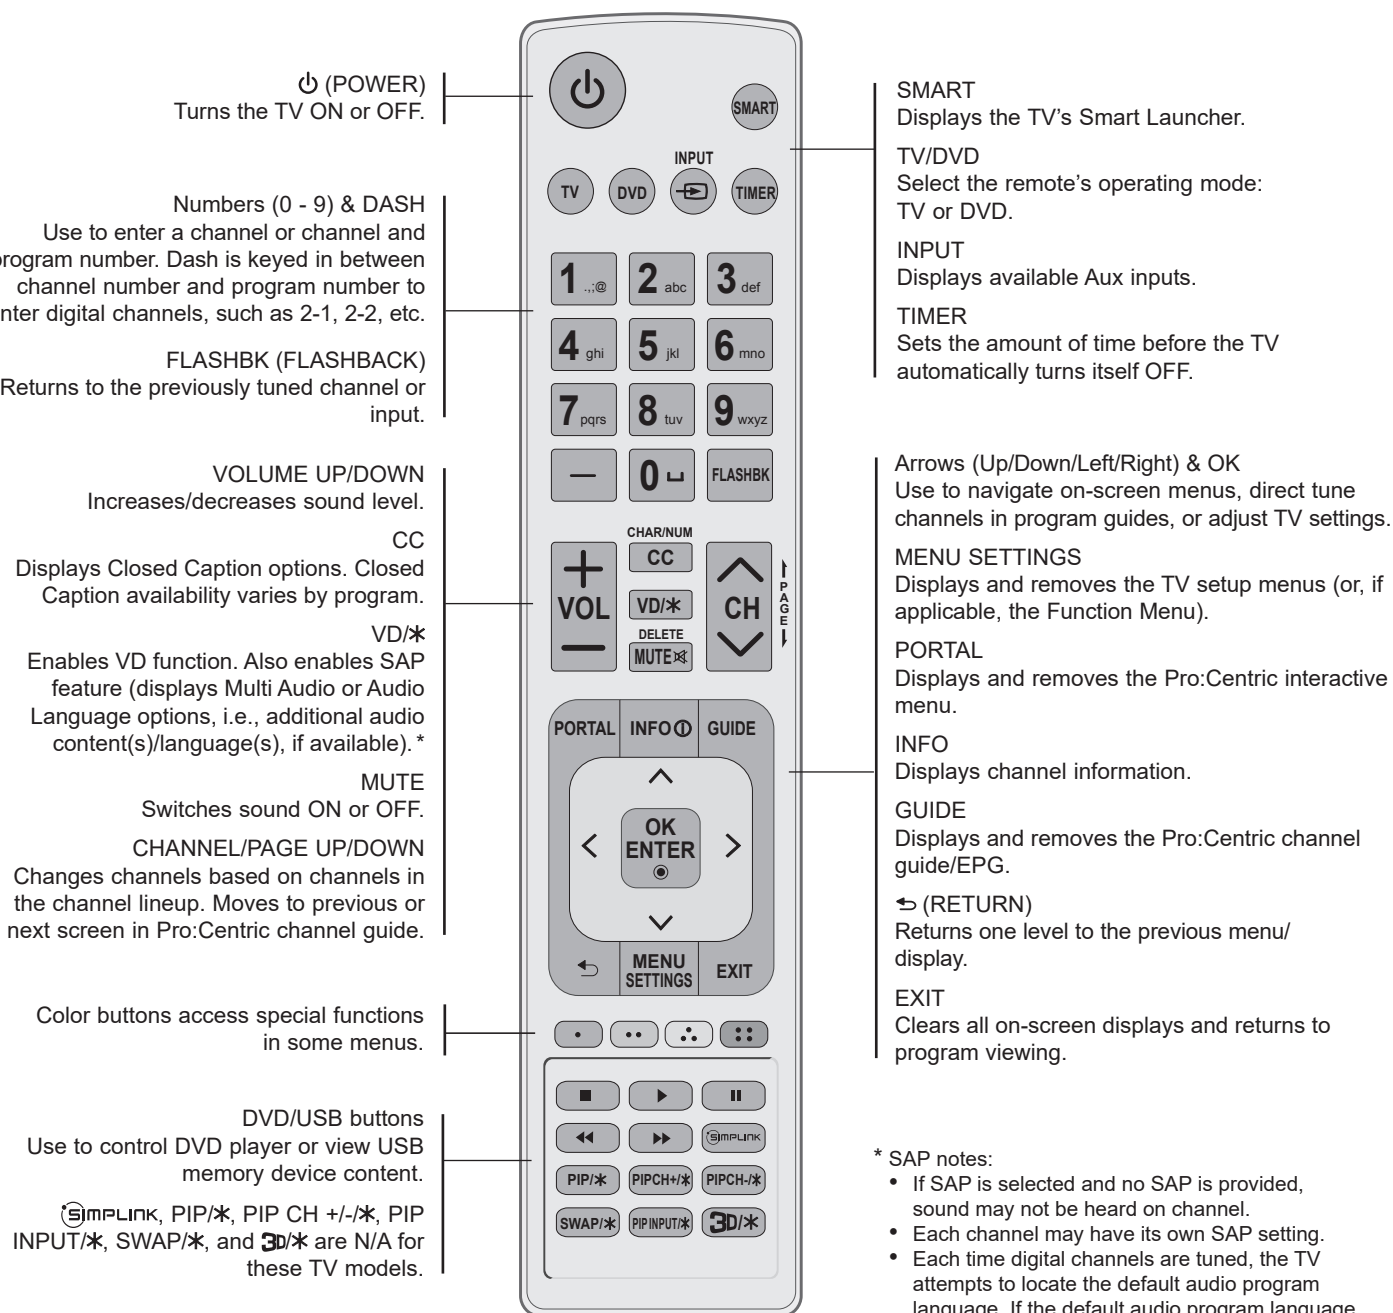 (POWER)
Turns the TV ON or OFF.
Numbers (0 - 9) & DASH
Use to enter a channel or channel and
program number. Dash is keyed in between
channel number and program number to
enter digital channels, such as 2-1, 2-2, etc.
FLASHBK (FLASHBACK)
Returns to the previously tuned channel or
input.
VOLUME UP/DOWN
Increases/decreases sound level.
CC
Displays Closed Caption options. Closed
Caption availability varies by program.
VD/*
Enables VD function. Also enables SAP
feature (displays Multi Audio or Audio
Language options, i.e., additional audio
content(s)/language(s), if available). *
MUTE
Switches sound ON or OFF.
CHANNEL/PAGE UP/DOWN
Changes channels based on channels in
the channel lineup. Moves to previous or
next screen in Pro:Centric channel guide.
Color buttons access special functions
in some menus.
DVD/USB buttons
Use to control DVD player or view USB
memory device content.
SIMPLINK, PIP/*, PIP CH +/-/*, PIP
INPUT/*, SWAP/*, and 3D/* are N/A for
these TV models.
SMART
INPUT
TV DVD TIMER
1 .,;@ 2 abc 3 def
4 ghi 5 jkl 6 mno
7 pqrs 8 tuv 9 wxyz
— 0 FLASHBK
CHAR/NUM
CC
VOL VD/* CH PAGE
DELETE
MUTE
PORTAL INFO GUIDE
OK
ENTER
MENU
SETTINGS EXIT
SIMPLINK
PIP/* PIPCH+/* PIPCH-/*
SWAP/* PIP INPUT/* 3D/*
SMART
Displays the TV's Smart Launcher.
TV/DVD
Select the remote's operating mode:
TV or DVD.
INPUT
Displays available Aux inputs.
TIMER
Sets the amount of time before the TV
automatically turns itself OFF.
Arrows (Up/Down/Left/Right) & OK
Use to navigate on-screen menus, direct tune
channels in program guides, or adjust TV settings.
MENU SETTINGS
Displays and removes the TV setup menus (or, if
applicable, the Function Menu).
PORTAL
Displays and removes the Pro:Centric interactive
menu.
INFO
Displays channel information.
GUIDE
Displays and removes the Pro:Centric channel
guide/EPG.
(RETURN)
Returns one level to the previous menu/
display.
EXIT
Clears all on-screen displays and returns to
program viewing.
* SAP notes:
• If SAP is selected and no SAP is provided,
sound may not be heard on channel.
• Each channel may have its own SAP setting.
• Each time digital channels are tuned, the TV
attempts to locate the default audio program
language. If the default audio program language